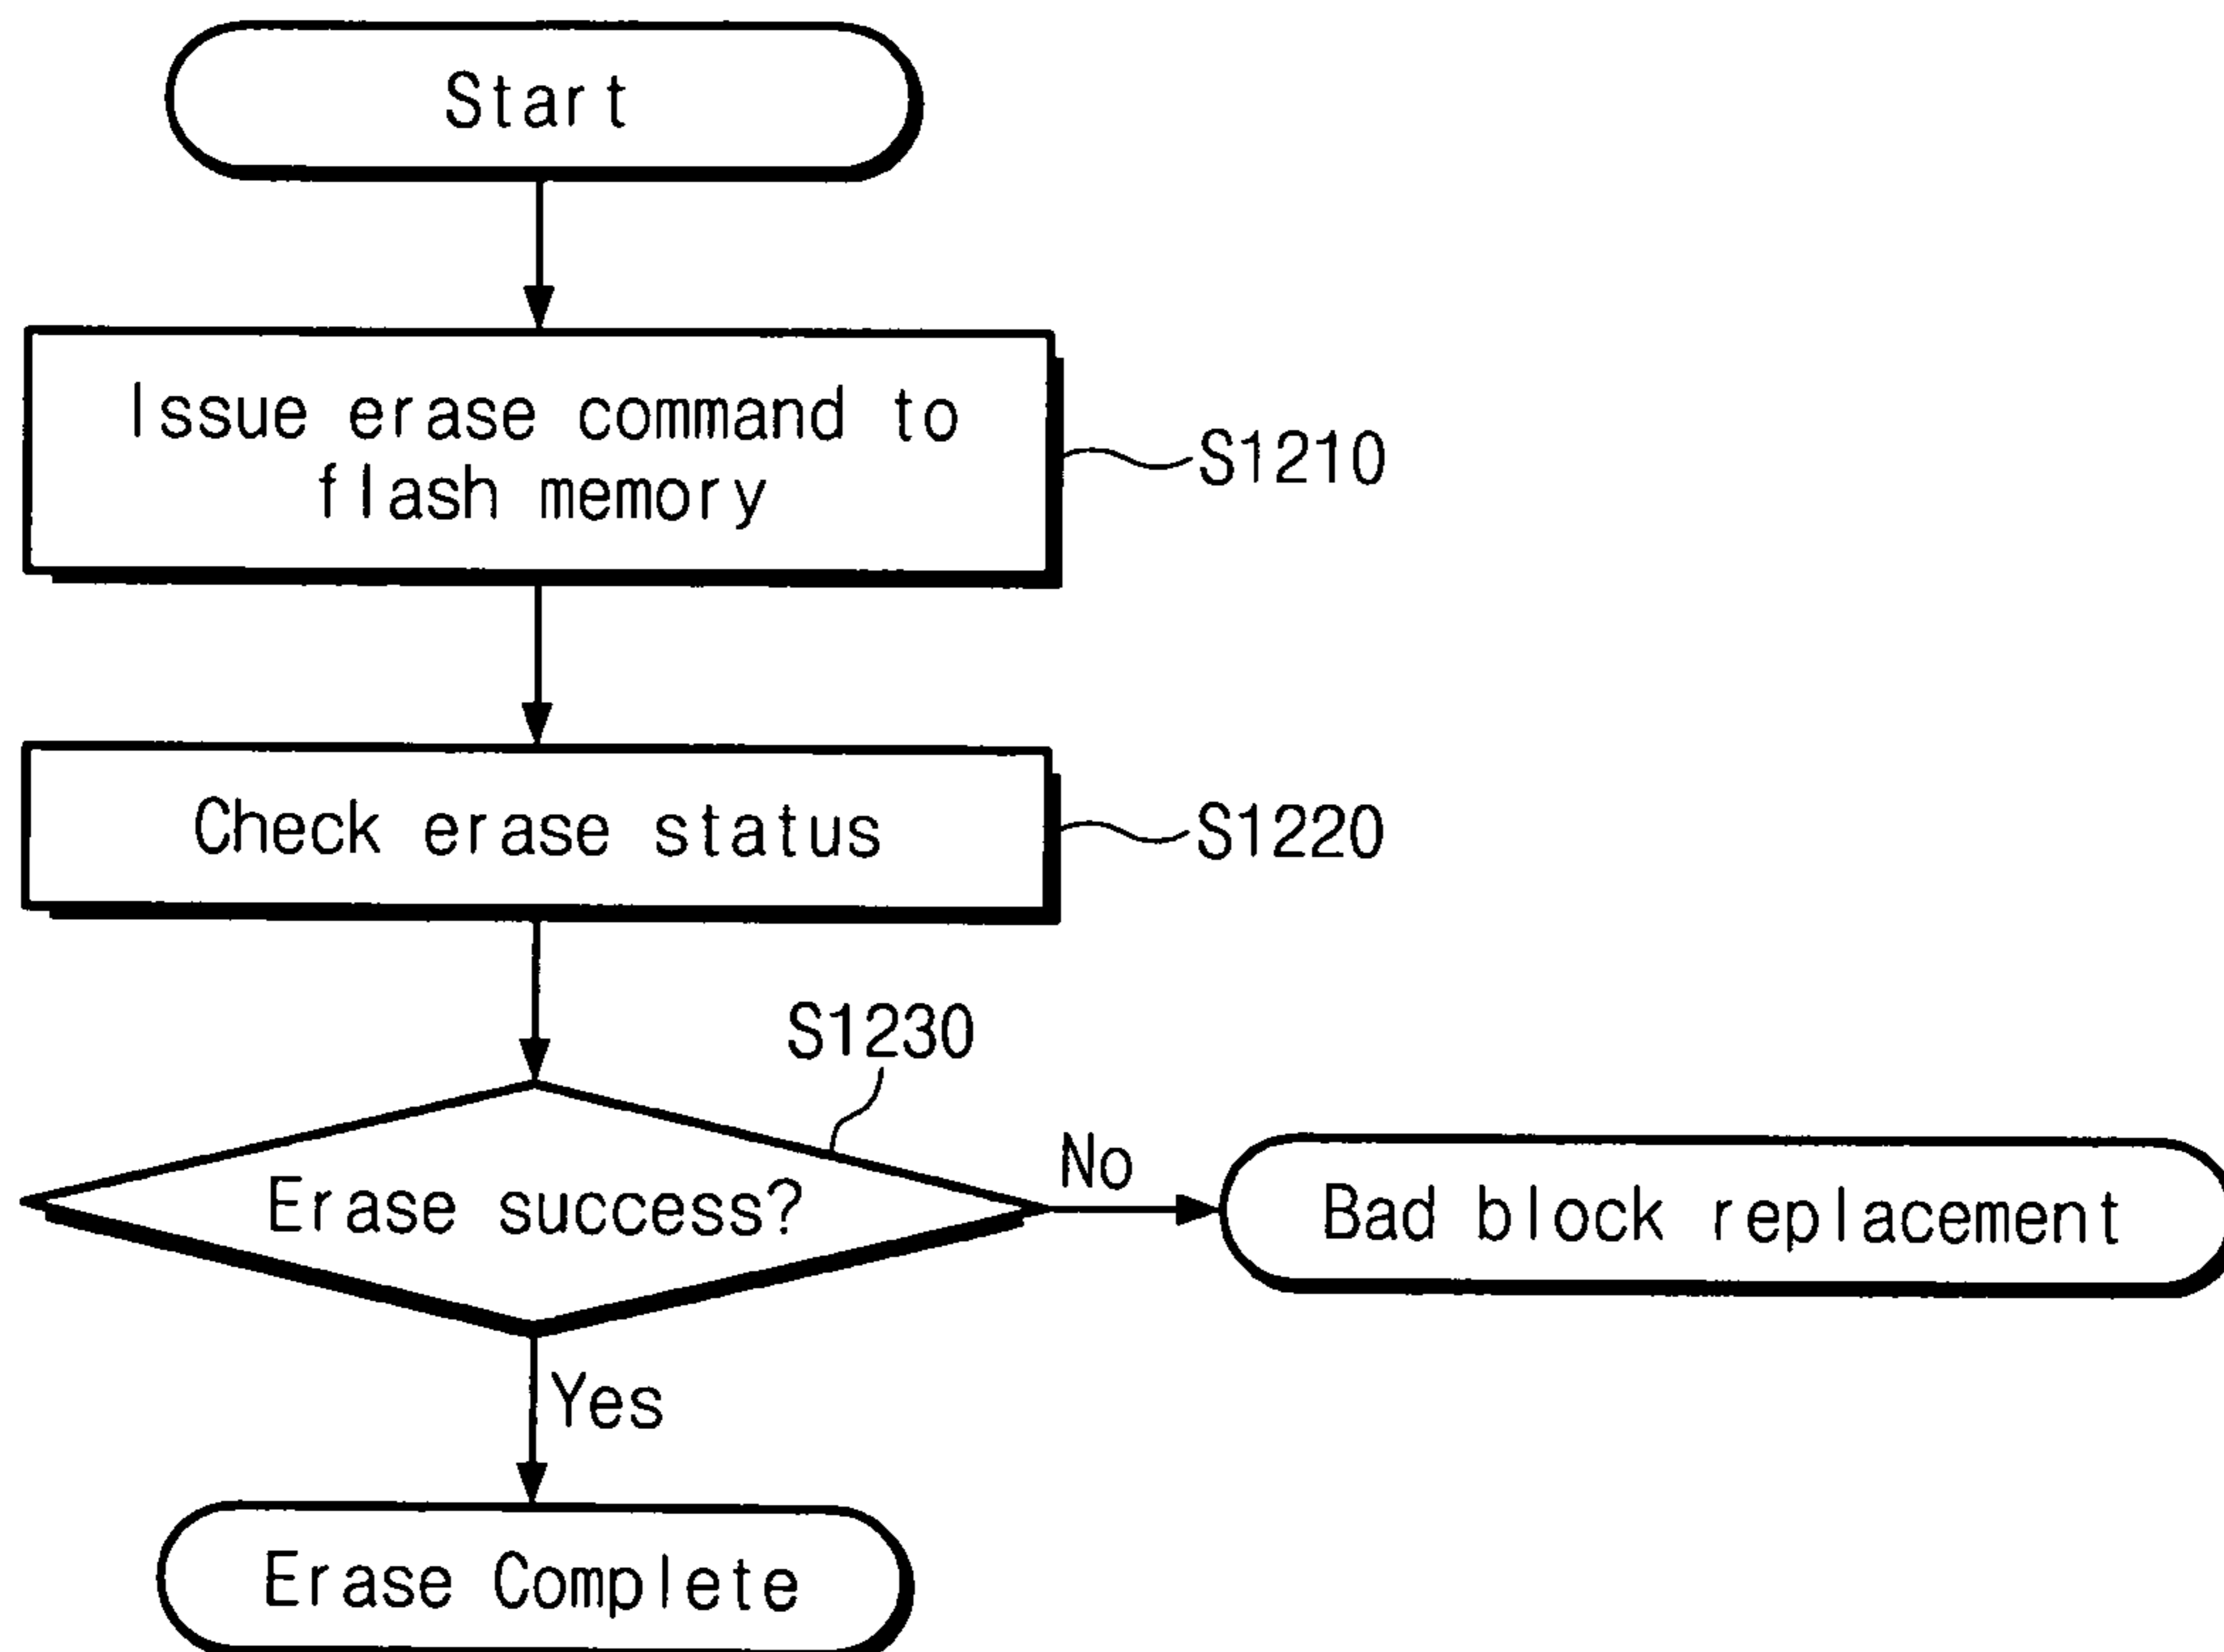 Start
Issue erase command to
flash memory
S1210
Check erase status
S1220
S1230
Erase success?
No
Bad block replacement
Yes
Erase Complete